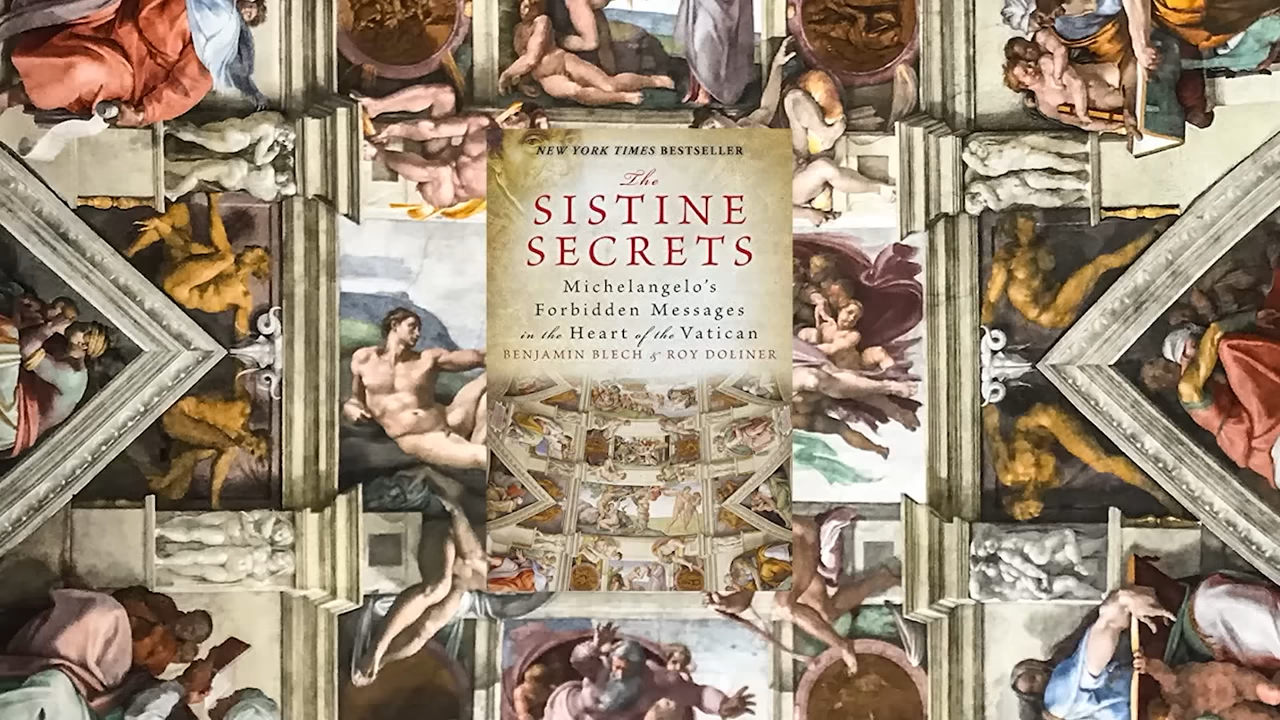 NEW YORK TIMES BESTSELLER
The
SISTINE
SECRETS
Michelangelo's
Forbidden Messages
in the Heart of the Vatican
BENJAMIN BLECH & ROY DOLINER